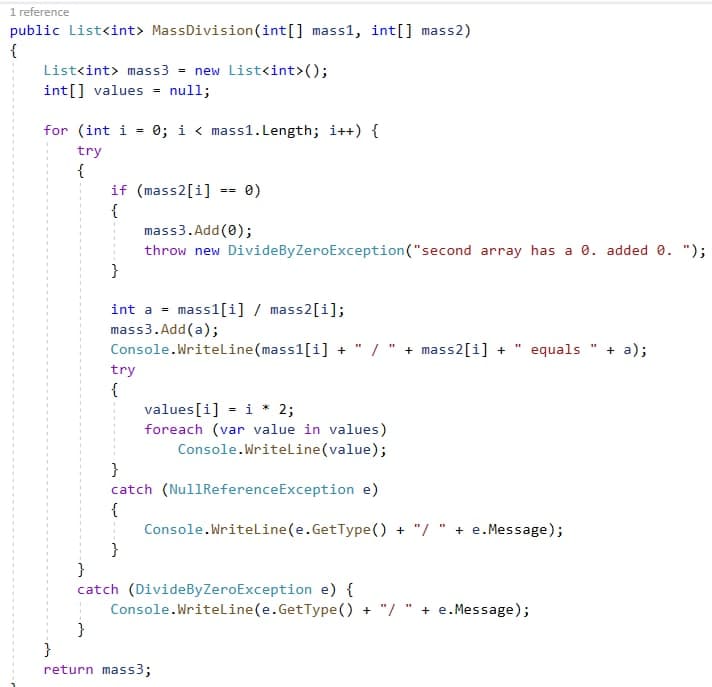 1 reference
public List<int> MassDivision(int[] mass1, int[] mass2)
{
    List<int> mass3 = new List<int>();
    int[] values = null;

    for (int i = 0; i < mass1.Length; i++) {
        try
        {
            if (mass2[i] == 0)
            {
                mass3.Add(0);
                throw new DivideByZeroException("second array has a 0. added 0. ");
            }

            int a = mass1[i] / mass2[i];
            mass3.Add(a);
            Console.WriteLine(mass1[i] + " / " + mass2[i] + " equals " + a);
            try
            {
                values[i] = i * 2;
                foreach (var value in values)
                    Console.WriteLine(value);
            }
            catch (NullReferenceException e)
            {
                Console.WriteLine(e.GetType() + "/ " + e.Message);
            }
        }
        catch (DivideByZeroException e) {
            Console.WriteLine(e.GetType() + "/ " + e.Message);
        }
    }
    return mass3;